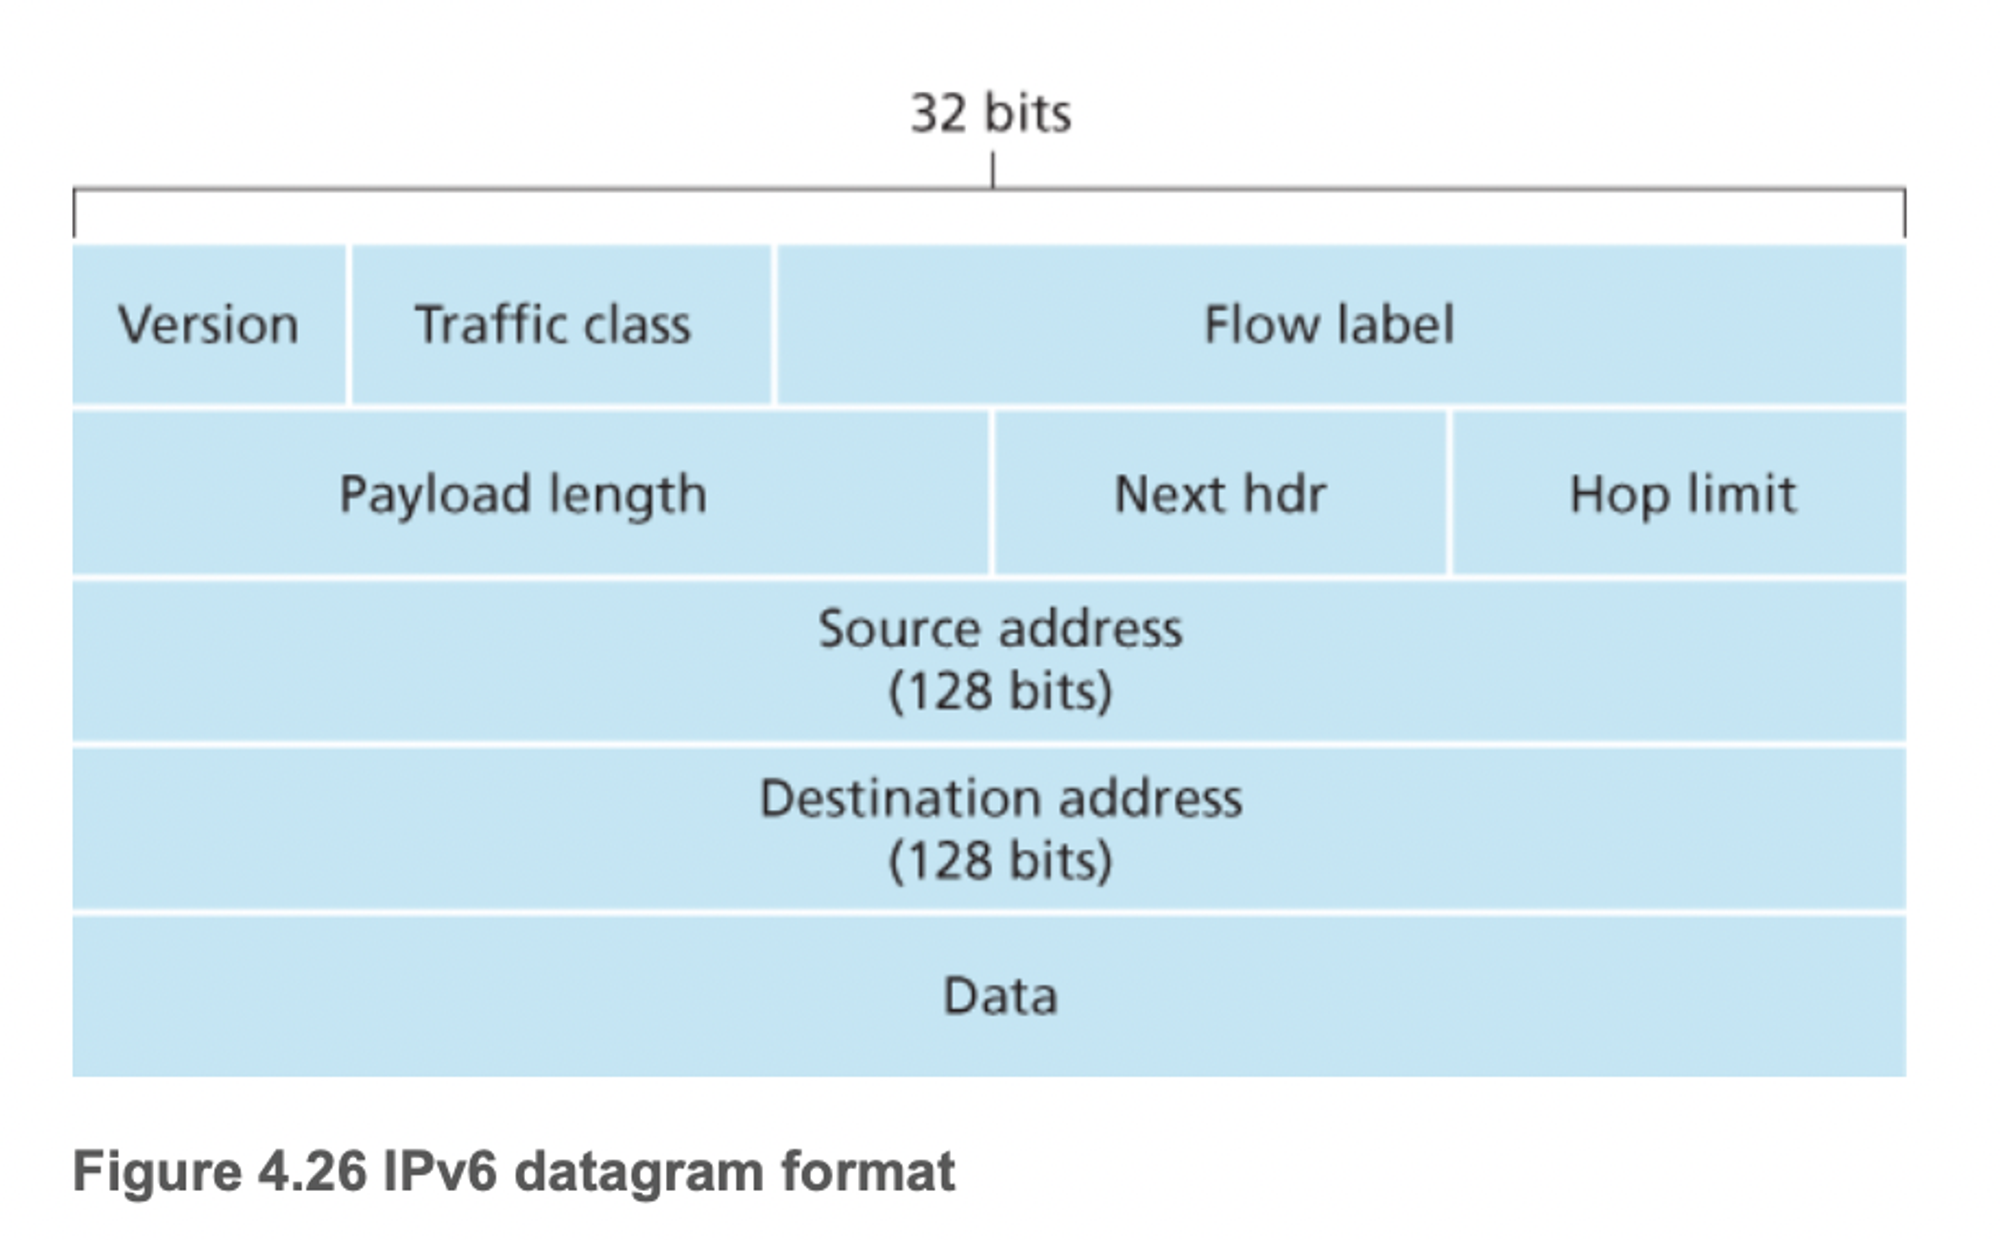 32 bits
Version Traffic class Flow label
Payload length Next hdr Hop limit
Source address
(128 bits)
Destination address
(128 bits)
Data
Figure 4.26 IPv6 datagram format